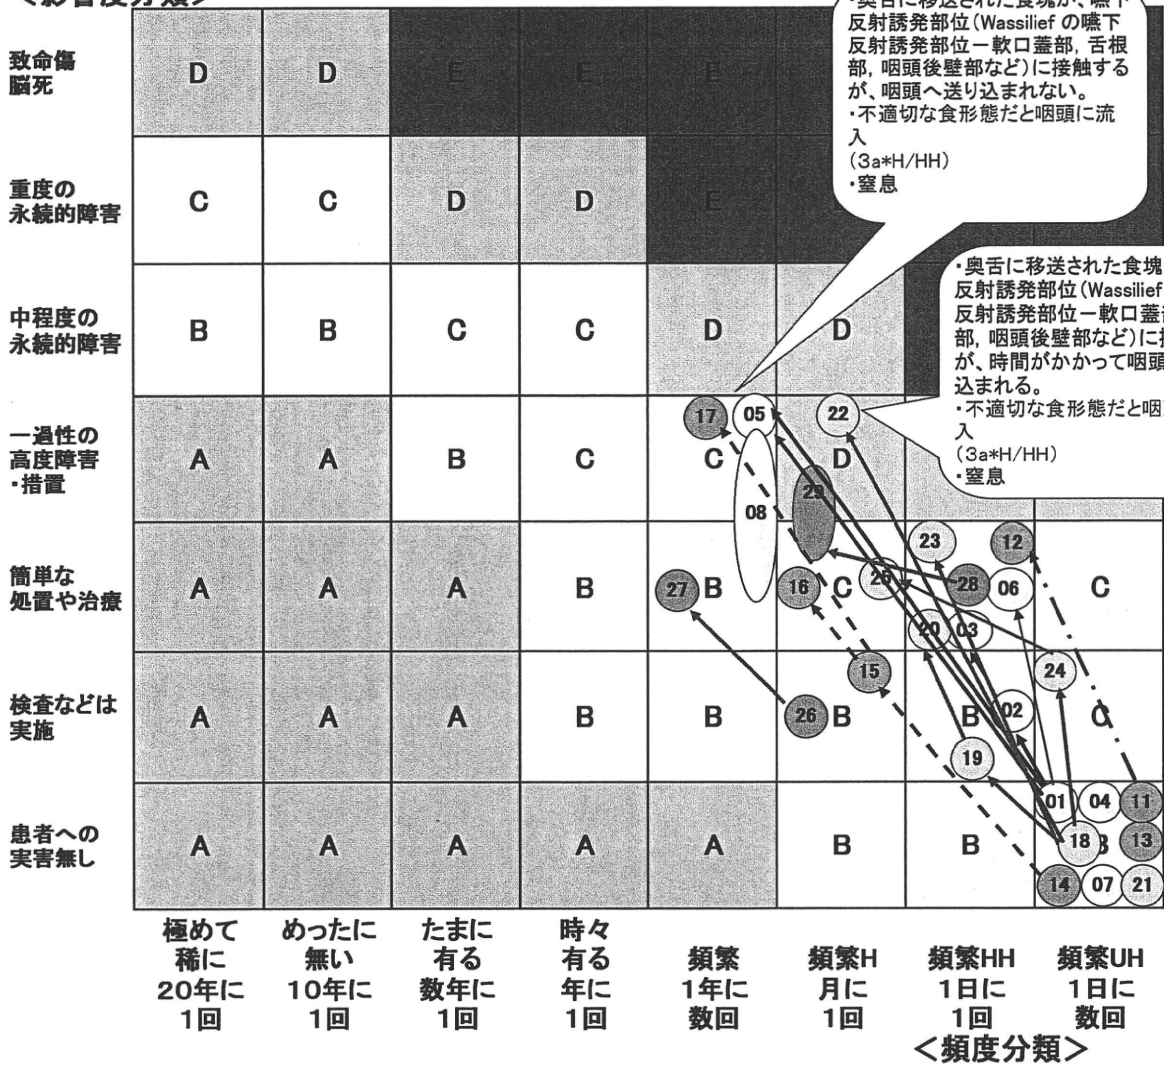 ＜影響度分類＞
・奥舌に移送された食塊が、嚥下
反射誘発部位(Wassilief の嚥下
反射誘発部位－軟口蓋部, 舌根
部, 咽頭後壁部など)に接触する
が、咽頭へ送り込まれない。
・不適切な食形態だと咽頭に流
入
(3a*H/HH)
・窒息
致命傷
脳死
D D E E E
重度の
永続的障害
C C D D E
・奥舌に移送された食塊
反射誘発部位(Wassilief
反射誘発部位－軟口蓋部
部, 咽頭後壁部など)に接
が、時間がかかって咽頭
込まれる。
・不適切な食形態だと咽
入
(3a*H/HH)
・窒息
中程度の
永続的障害
B B C C D D
一過性の
高度障害
・措置
A A B C C D
17 05 22
29
08
簡単な
処置や治療
A A A B B C C
23 12
27 16 25 28 06
20 03
検査などは
実施
A A A B B B B C
15 24
26 02
19
患者への
実害無し
A A A A A B B B
01 04 11
18 13
14 07 21
極めて
稀に
20年に
1回
めったに
無い
10年に
1回
たまに
有る
数年に
1回
時々
有る
年に
1回
頻繁
1年に
数回
頻繁H
月に
1回
頻繁HH
1日に
1回
頻繁UH
1日に
数回
＜頻度分類＞